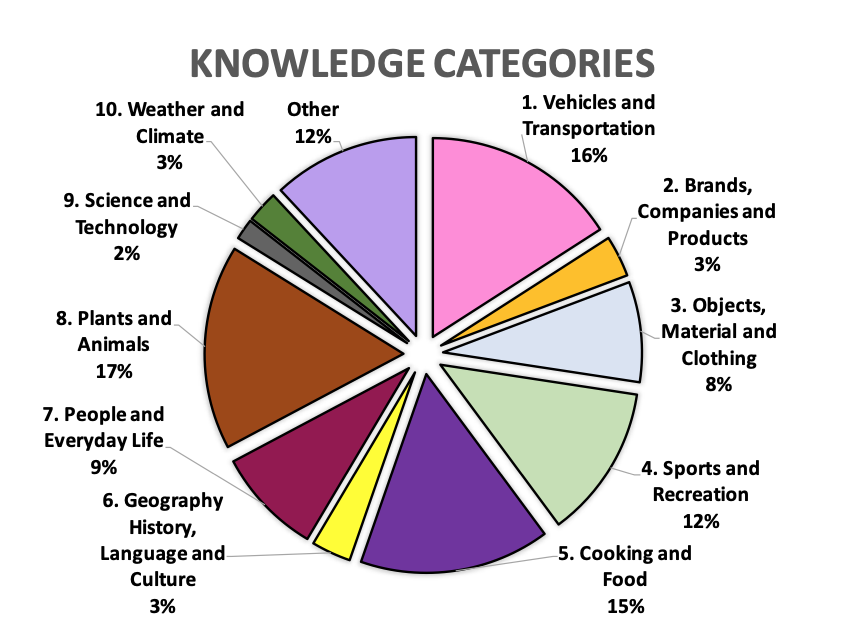 KNOWLEDGE CATEGORIES
1. Vehicles and
Transportation
16%
2. Brands,
Companies and
Products
3%
3. Objects,
Material and
Clothing
8%
4. Sports and
Recreation
12%
5. Cooking and
Food
15%
6. Geography
History,
Language and
Culture
3%
7. People and
Everyday Life
9%
8. Plants and
Animals
17%
9. Science and
Technology
2%
10. Weather and
Climate
3%
Other
12%